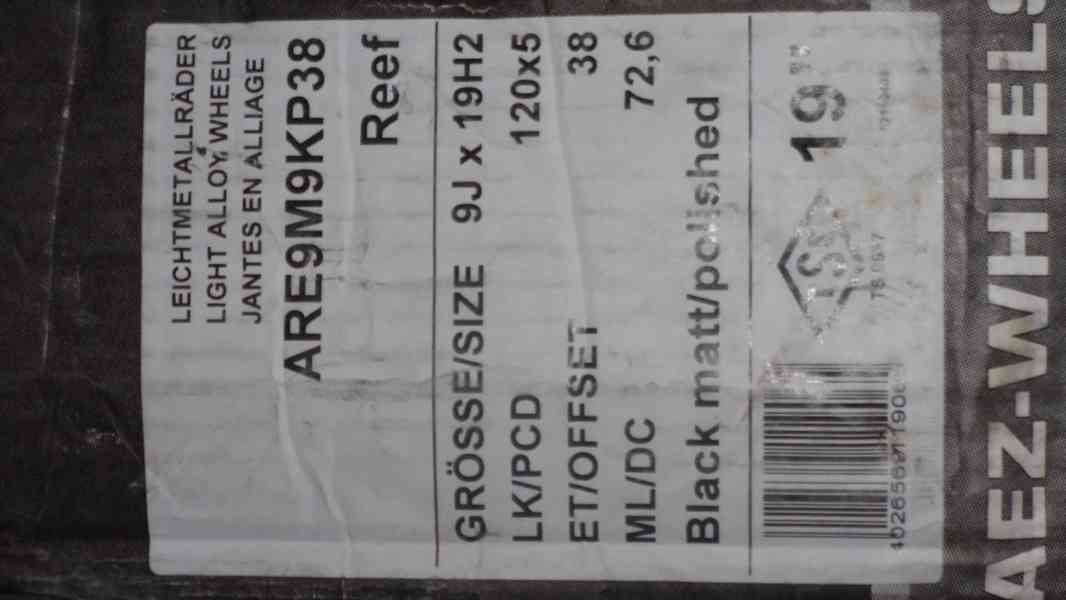 LEICHTMETALLRÄDER
LIGHT ALLOY WHEELS
JANTES EN ALLIAGE
ARE9M9KP38
Reef
GRÖSSE/SIZE 9J x 19H2
LK/PCD 120x5
ET/OFFSET 38
ML/DC 72,6
Black matt/polished
19"
AEZ-WHEELS